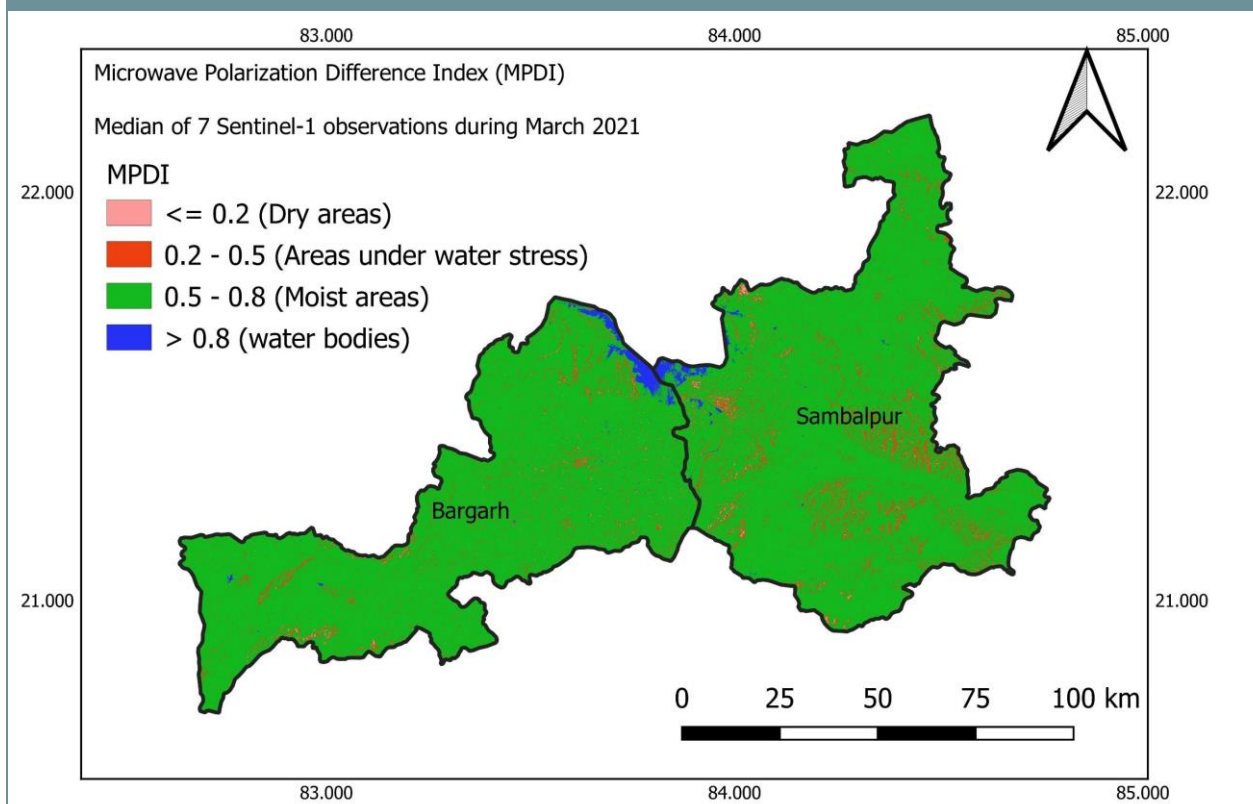 83.000
84.000
85.000
Microwave Polarization Difference Index (MPDI)
Median of 7 Sentinel-1 observations during March 2021
MPDI
<= 0.2 (Dry areas)
0.2 - 0.5 (Areas under water stress)
0.5 - 0.8 (Moist areas)
> 0.8 (water bodies)
22.000
22.000
Sambalpur
Bargarh
21.000
21.000
0 25 50 75 100 km
83.000
84.000
85.000